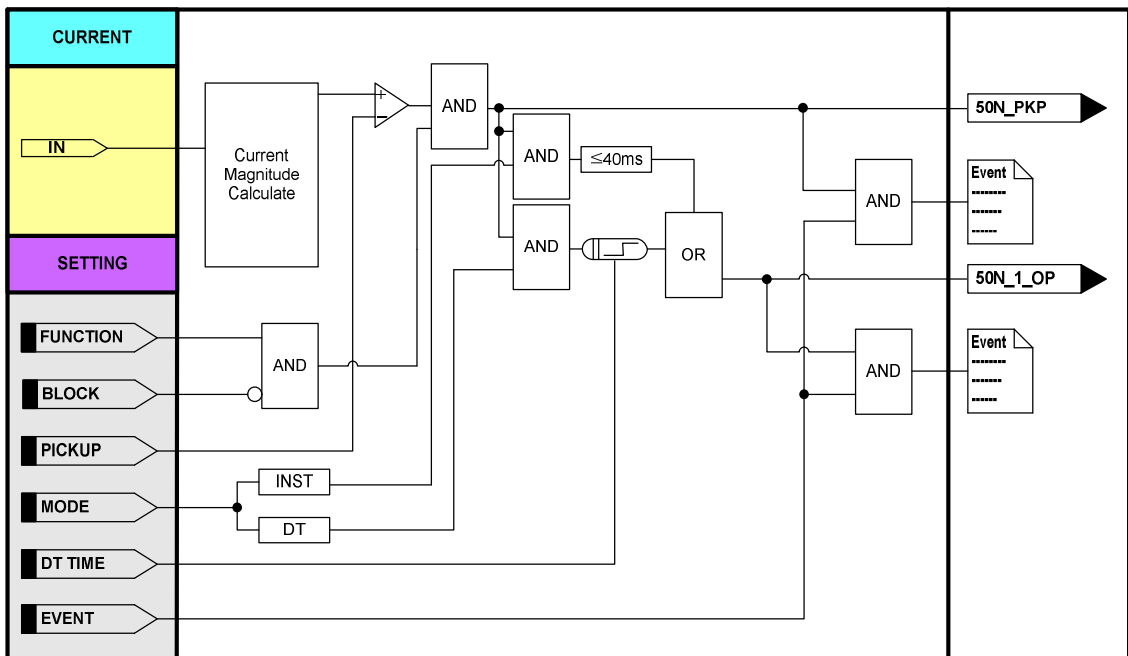 CURRENT
IN
Current
Magnitude
Calculate
+
−
AND
AND
≤40ms
AND
OR
50N_PKP
AND
Event
50N_1_OP
AND
Event
SETTING
FUNCTION
AND
BLOCK
PICKUP
MODE
INST
DT
DT TIME
EVENT